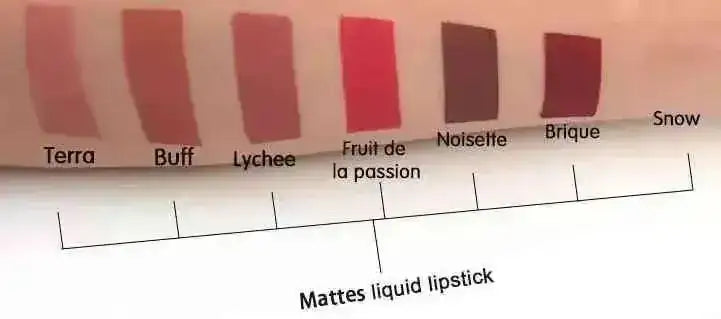 Terra
Buff
Lychee
Fruit de
la passion
Noisette
Brique
Snow
Mattes liquid lipstick